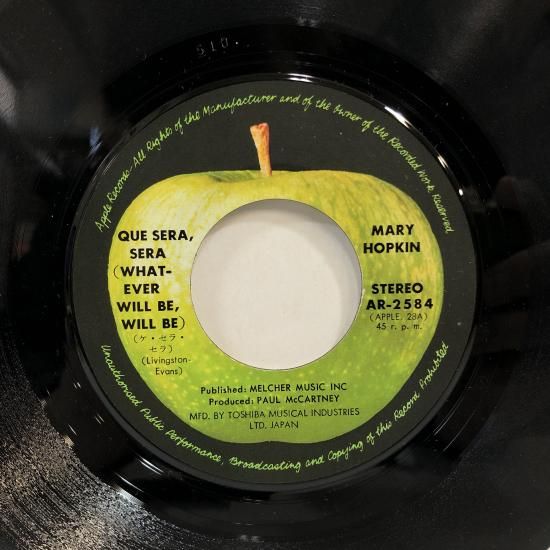 510
Apple Records-All Rights of the Manufacturer and of the Owner of the Recorded Work Reserved
QUE SERA,
SERA
(WHAT-
EVER
WILL BE,
WILL BE)
(ケ・セラ・
セラ)
(Livingston-
Evans)
MARY
HOPKIN
STEREO
AR-2584
(APPLE, 28A)
45 r. p. m.
Published: MELCHER MUSIC INC
Produced: PAUL McCARTNEY
MFD. BY TOSHIBA MUSICAL INDUSTRIES
LTD. JAPAN
Unauthorised Public Performance, Broadcasting and Copying of this Record Prohibited